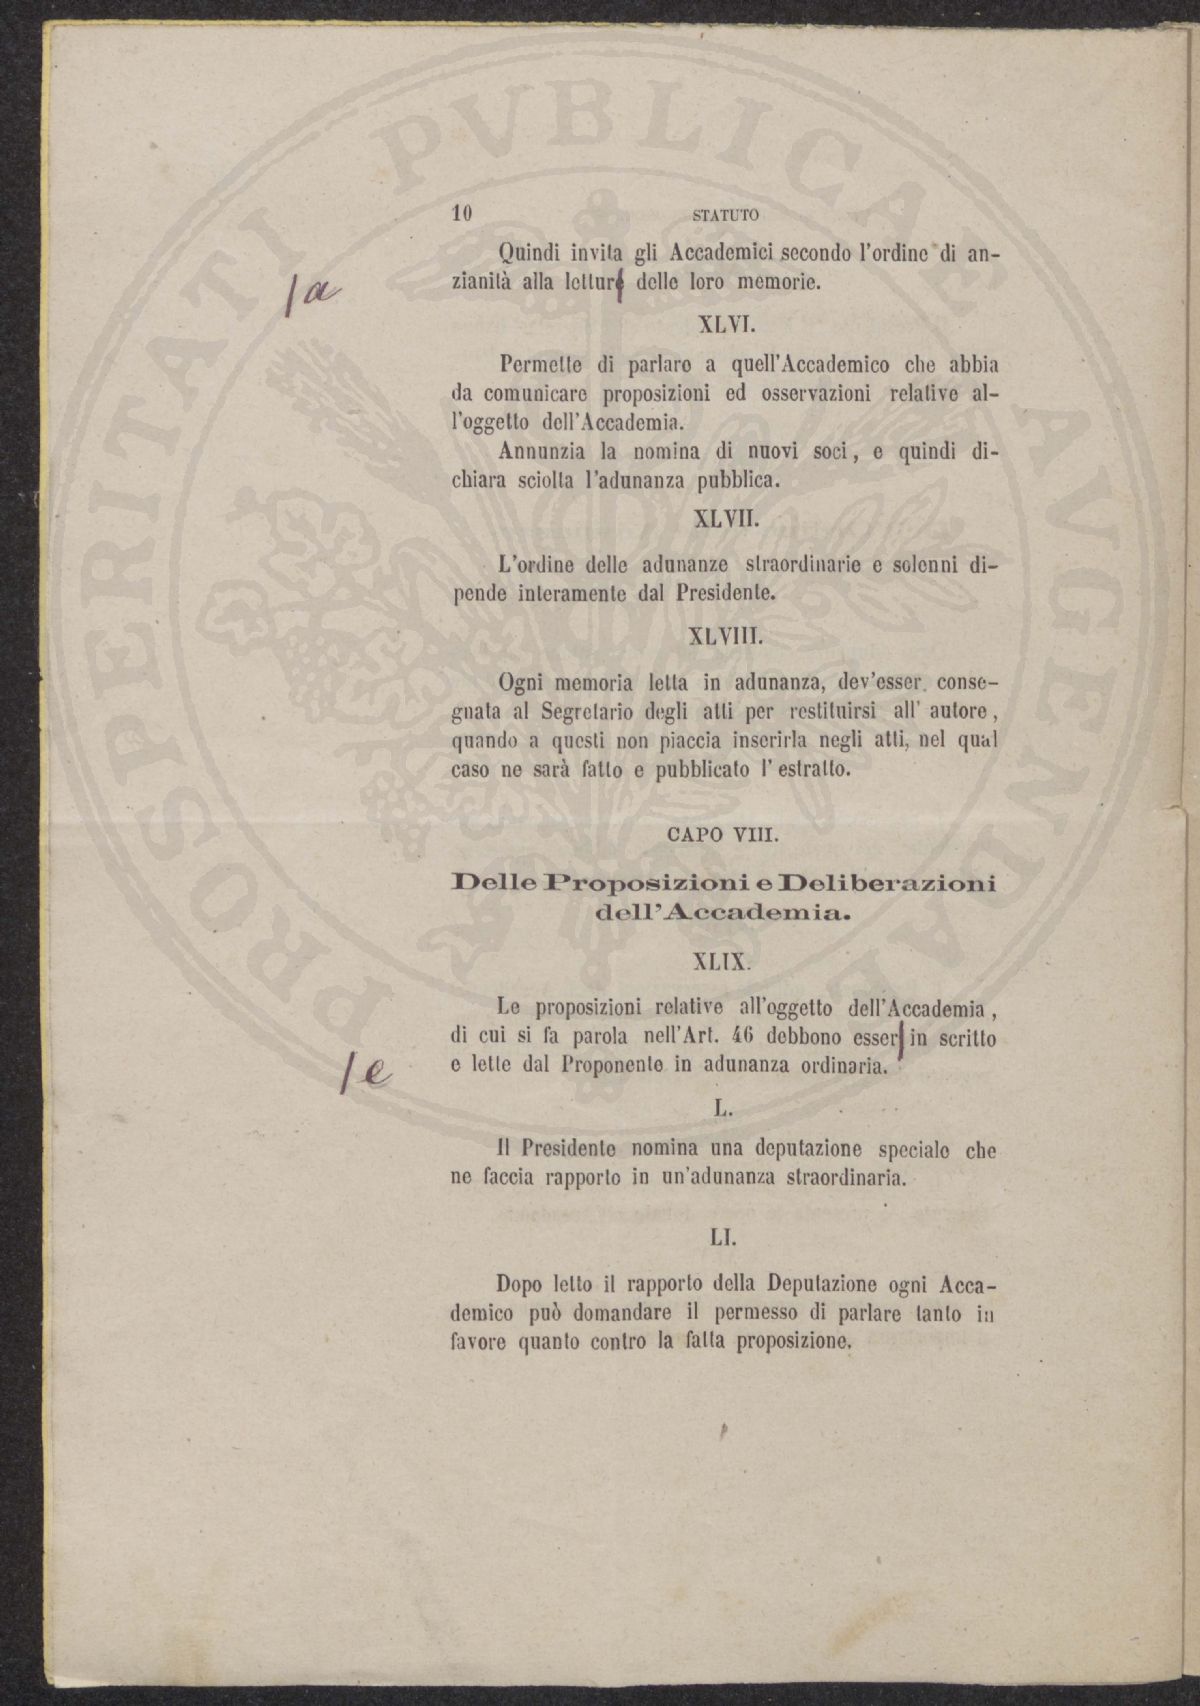 10 STATUTO
Quindi invita gli Accademici secondo l'ordine di an-
/a
zianità alla letture delle loro memorie.
XLVI.
Permette di parlare a quell'Accademico che abbia
da comunicare proposizioni ed osservazioni relative al-
l'oggetto dell'Accademia.
Annunzia la nomina di nuovi soci, e quindi di-
chiara sciolta l'adunanza pubblica.
XLVII.
L'ordine delle adunanze straordinarie e solenni di-
pende interamente dal Presidente.
XLVIII.
Ogni memoria letta in adunanza, dev'esser conse-
gnata al Segretario degli atti per restituirsi all' autore,
quando a questi non piaccia inserirla negli atti, nel qual
caso ne sarà fatto e pubblicato l' estratto.
CAPO VIII.
Delle Proposizioni e Deliberazioni
dell'Accademia.
XLIX.
Le proposizioni relative all'oggetto dell'Accademia,
di cui si fa parola nell'Art. 46 debbono esser in scritto
/e
e lette dal Proponente in adunanza ordinaria.
L.
Il Presidente nomina una deputazione speciale che
ne faccia rapporto in un'adunanza straordinaria.
LI.
Dopo letto il rapporto della Deputazione ogni Acca-
demico può domandare il permesso di parlare tanto in
favore quanto contro la fatta proposizione.
PROSPERITATI PVBLICAE AVGENDAE